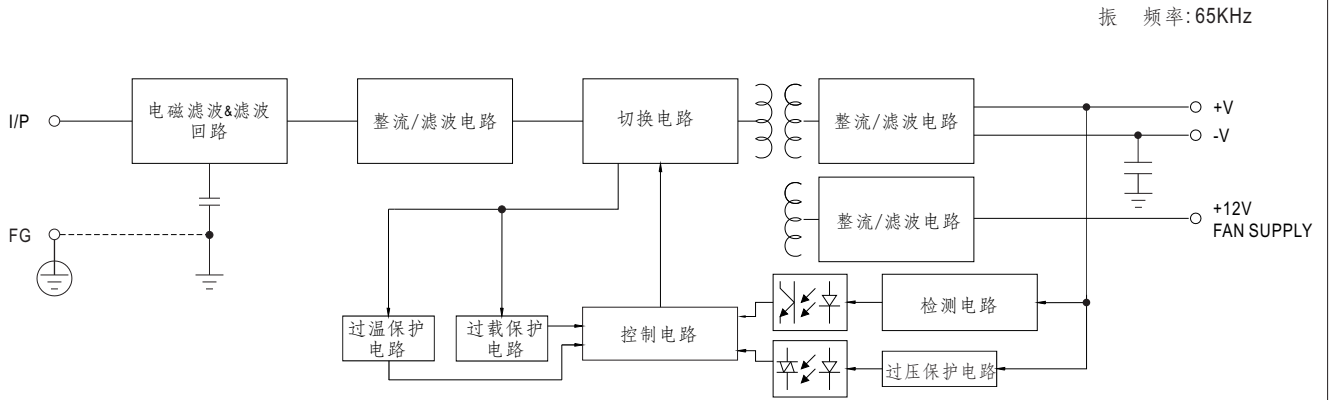 振 频率:65KHz
I/P
电磁滤波&滤波
回路
整流/滤波电路
切换电路
整流/滤波电路
+V
-V
整流/滤波电路
+12V
FAN SUPPLY
FG
过温保护
电路
过载保护
电路
控制电路
检测电路
过压保护电路